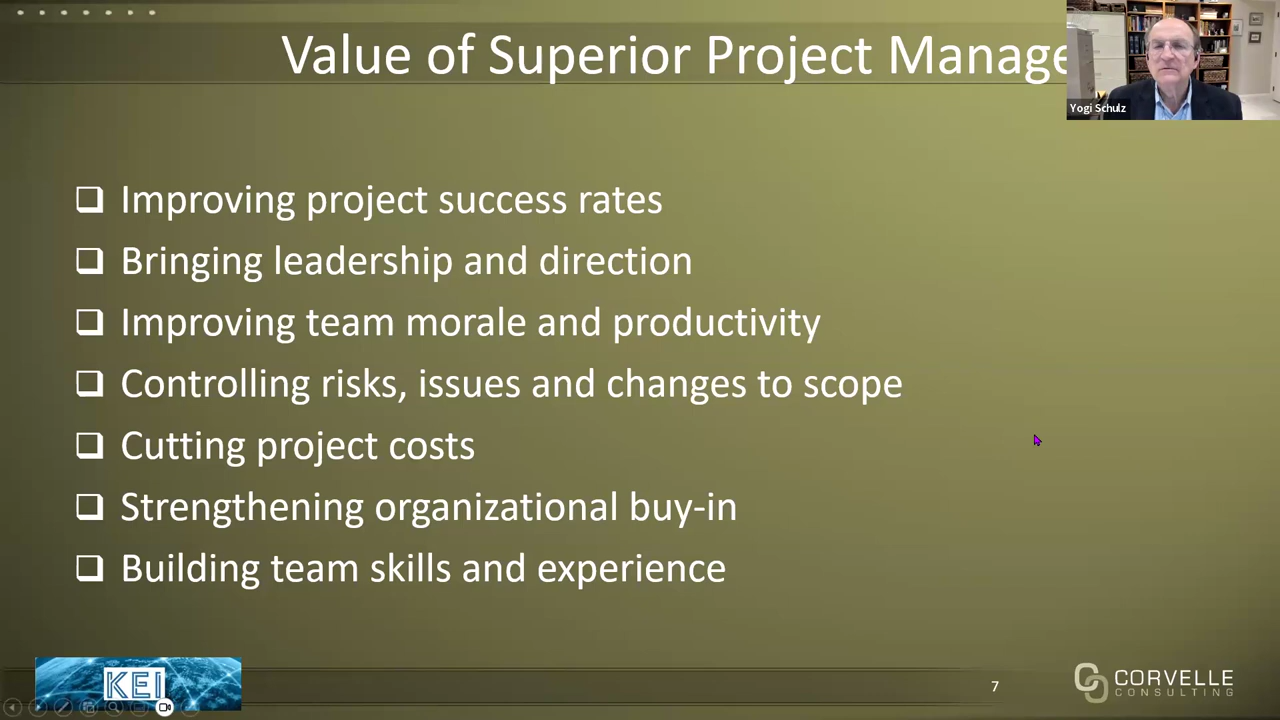 Value of Superior Project Manage
Yogi Schulz
Improving project success rates
Bringing leadership and direction
Improving team morale and productivity
Controlling risks, issues and changes to scope
Cutting project costs
Strengthening organizational buy-in
Building team skills and experience
KEI
7
CORVELLE
CONSULTING